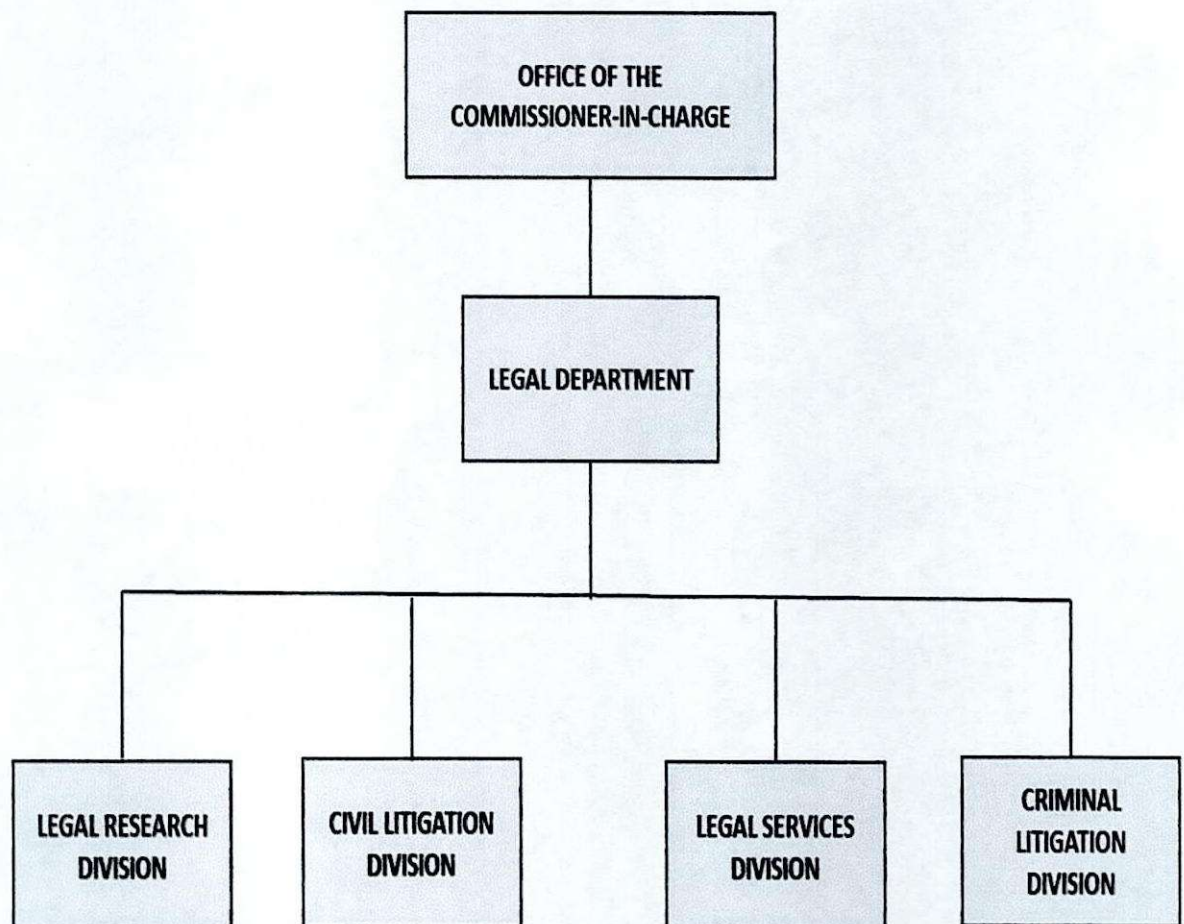 OFFICE OF THE
COMMISSIONER-IN-CHARGE
LEGAL DEPARTMENT
LEGAL RESEARCH
DIVISION
CIVIL LITIGATION
DIVISION
LEGAL SERVICES
DIVISION
CRIMINAL
LITIGATION
DIVISION